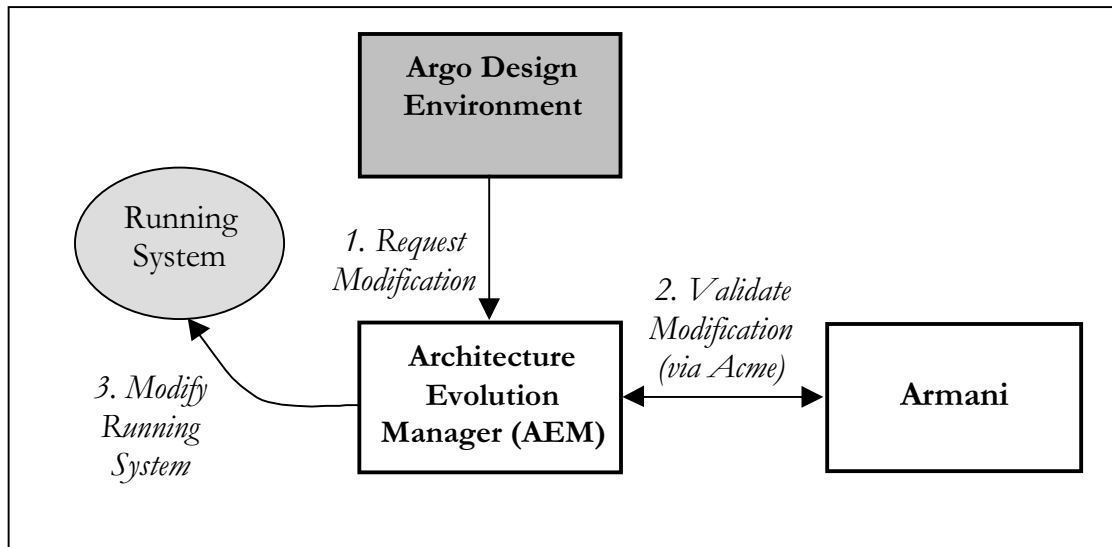 Argo Design
Environment
Running
System
1. Request
Modification
2. Validate
Modification
(via Acme)
Architecture
Evolution
Manager (AEM)
Armani
3. Modify
Running
System